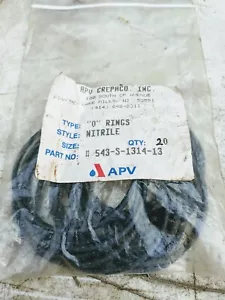 APV CREPACO, INC.
"O" RINGS
TYPE:
STYLE: NITRILE
SIZE:
QTY: 20
PART NO: # 543-S-1314-13
APV